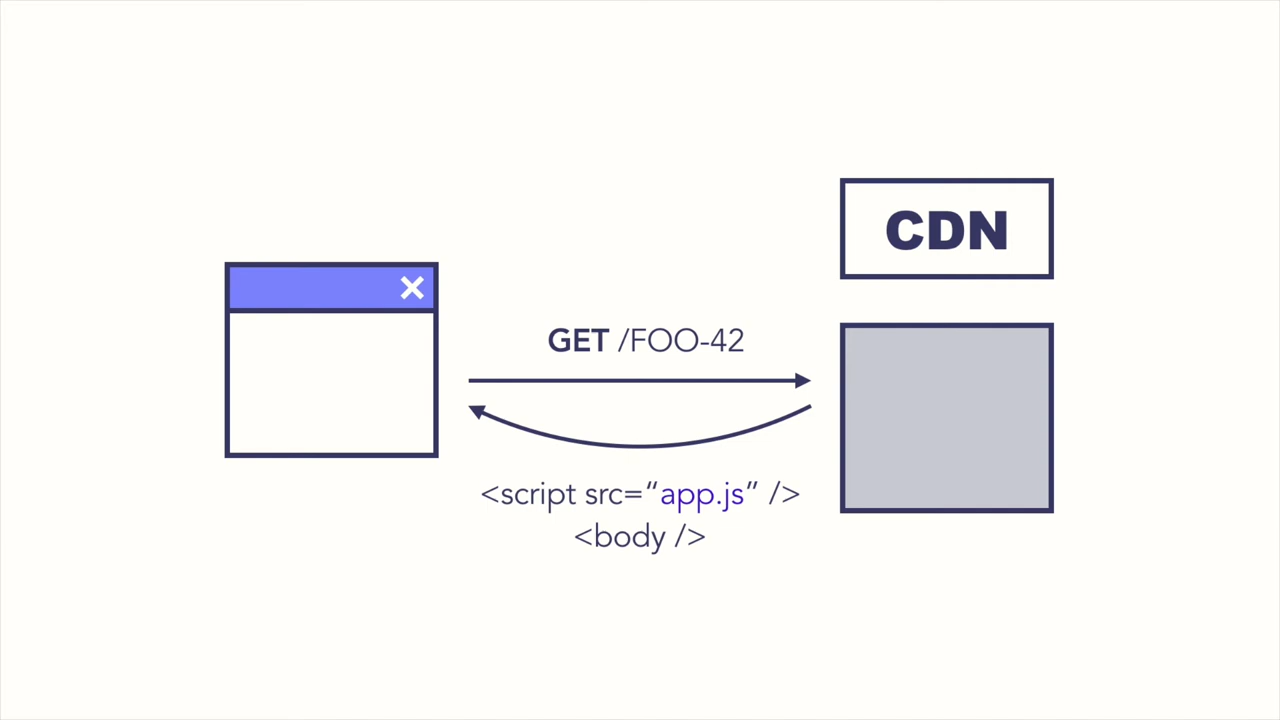 CDN
GET /FOO-42
<script src=“app.js” />
<body />